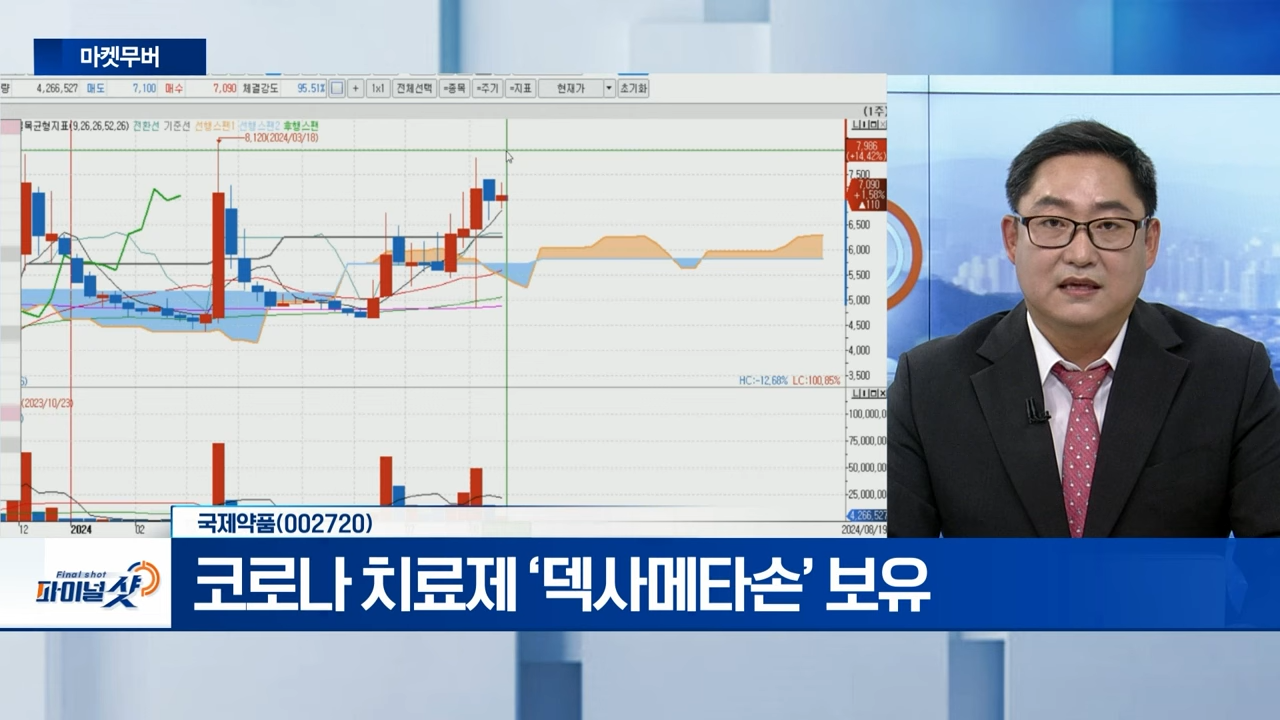 마켓무버
량 4,266,527 매도 7,100 매수 7,090 체결강도 95.51% + 1x1 전체선택 =종목 =주기 =지표 현재가 초기화
(1주)
목균형지표(9,26,26,52,26) 전환선 기준선 선행스팬1 선행스팬2 후행스팬
8,120(2024/03/18)
7,986
(+14.42%)
7,500
7,090
+1.58%
▲110
6,500
6,000
5,500
5,000
4,500
4,000
3,500
HC:-12.68% LC:100.85%
(2023/10/23)
100,000,0
75,000,00
50,000,00
25,000,00
4,266,527
12 2024 02 2024/08/19
국제약품(002720)
Final shot
파이널샷
코로나 치료제 ‘덱사메타손’ 보유